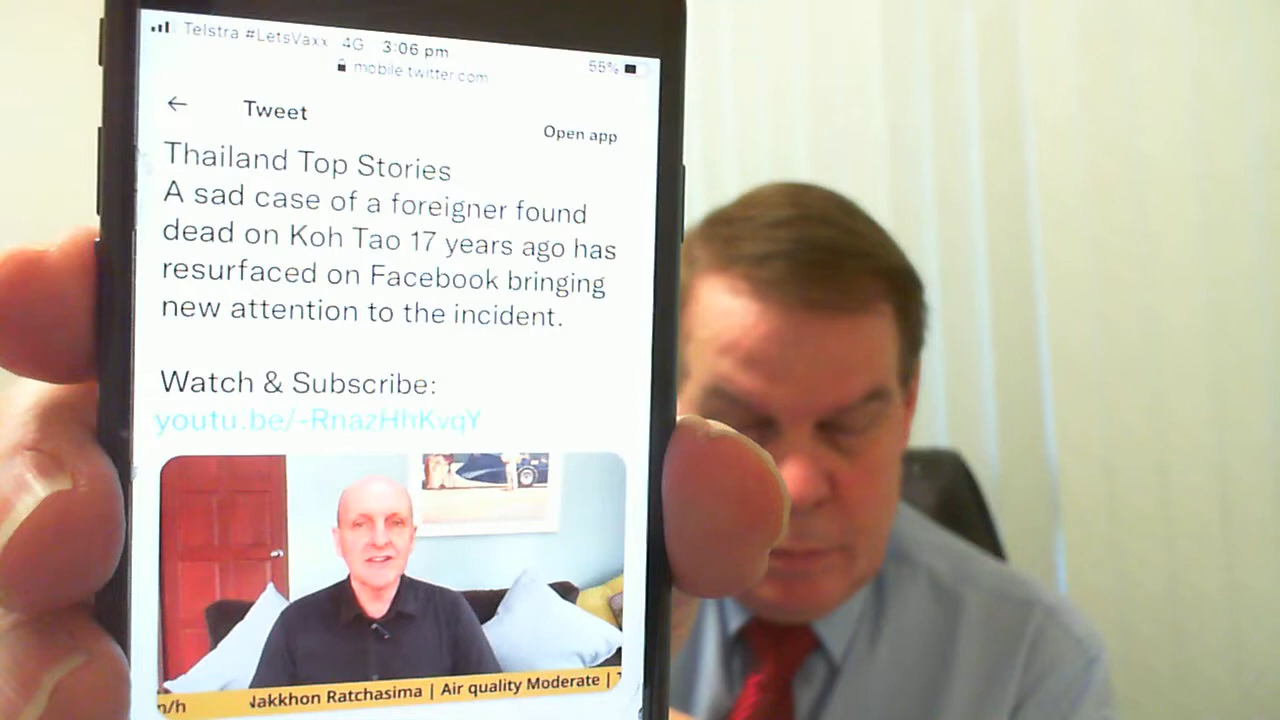 Telstra #LetsVaxx 4G 3:06 pm 55%
mobile.twitter.com
Tweet
Open app
Thailand Top Stories
A sad case of a foreigner found
dead on Koh Tao 17 years ago has
resurfaced on Facebook bringing
new attention to the incident.
Watch & Subscribe:
youtu.be/-RnazHhKvqY
n/h Nakkhon Ratchasima | Air quality Moderate |